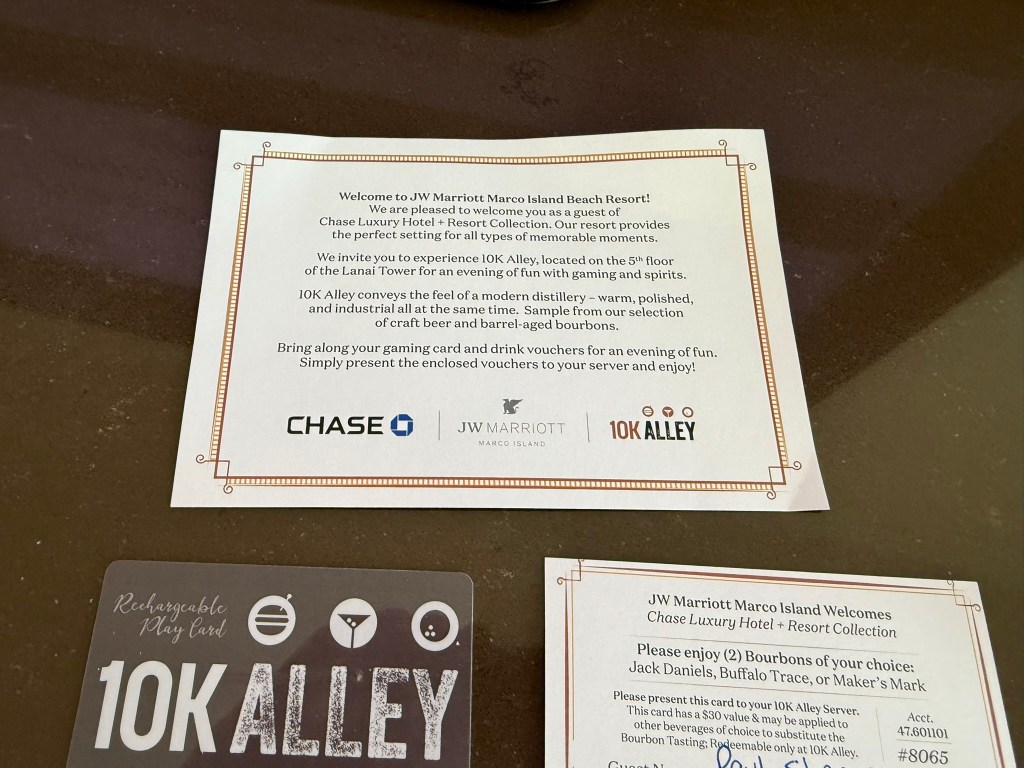 Welcome to JW Marriott Marco Island Beach Resort!
We are pleased to welcome you as a guest of
Chase Luxury Hotel + Resort Collection. Our resort provides
the perfect setting for all types of memorable moments.
We invite you to experience 10K Alley, located on the 5th floor
of the Lanai Tower for an evening of fun with gaming and spirits.
10K Alley conveys the feel of a modern distillery – warm, polished,
and industrial all at the same time. Sample from our selection
of craft beer and barrel-aged bourbons.
Bring along your gaming card and drink vouchers for an evening of fun.
Simply present the enclosed vouchers to your server and enjoy!
CHASE
JW MARRIOTT
MARCO ISLAND
10K ALLEY
Rechargeable
Play Card
10K ALLEY
JW Marriott Marco Island Welcomes
Chase Luxury Hotel + Resort Collection
Please enjoy (2) Bourbons of your choice:
Jack Daniels, Buffalo Trace, or Maker's Mark
Please present this card to your 10K Alley Server.
This card has a $30 value & may be applied to
other beverages of choice to substitute the
Bourbon Tasting; Redeemable only at 10K Alley.
Acct.
47.601101
#8065